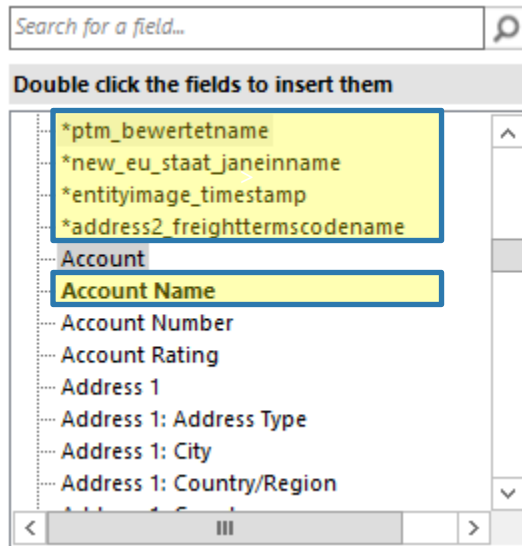 Search for a field...
Double click the fields to insert them
*ptm_bewertetname
*new_eu_staat_janeinname
*entityimage_timestamp
*address2_freighttermscodename
Account
Account Name
Account Number
Account Rating
Address 1
Address 1: Address Type
Address 1: City
Address 1: Country/Region